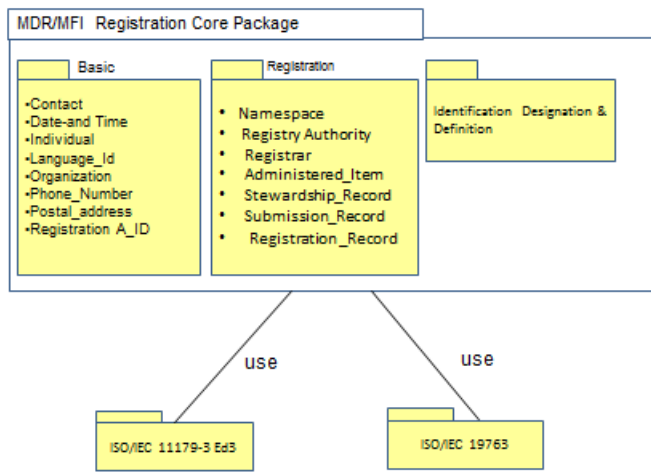 MDR/MFI Registration Core Package
Basic
•Contact
•Date-and Time
•Individual
•Language_Id
•Organization
•Phone_Number
•Postal_address
•Registration A_ID
Registration
• Namespace
• Registry Authority
• Registrar
• Administered_Item
• Stewardship_Record
• Submission_Record
• Registration_Record
Identification Designation &
Definition
use
use
ISO/IEC 11179-3 Ed3
ISO/IEC 19763